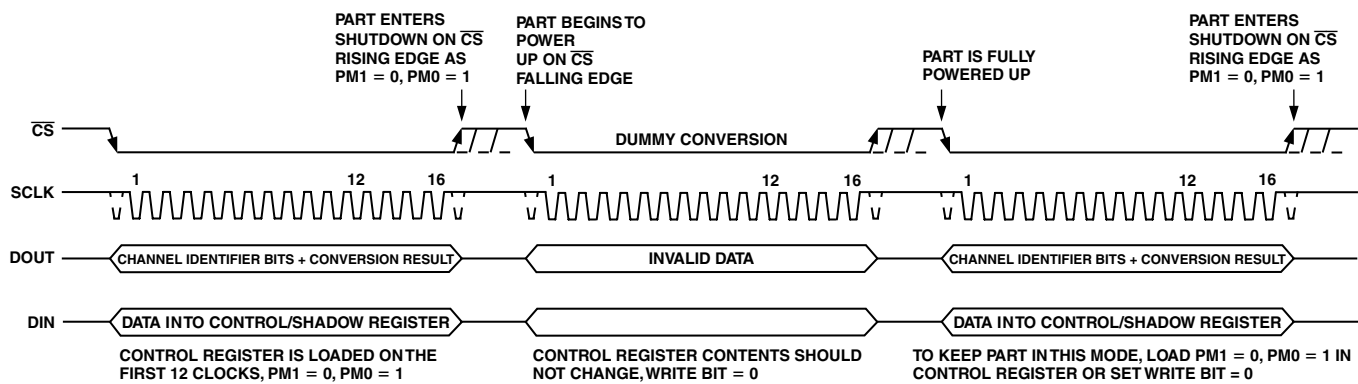 PART ENTERS
SHUTDOWN ON CS
RISING EDGE AS
PM1 = 0, PM0 = 1
PART BEGINS TO
POWER
UP ON CS
FALLING EDGE
PART IS FULLY
POWERED UP
PART ENTERS
SHUTDOWN ON CS
RISING EDGE AS
PM1 = 0, PM0 = 1
CS
DUMMY CONVERSION
SCLK
1 12 16
1 12 16
1 12 16
DOUT
CHANNEL IDENTIFIER BITS + CONVERSION RESULT
INVALID DATA
CHANNEL IDENTIFIER BITS + CONVERSION RESULT
DIN
DATA INTO CONTROL/SHADOW REGISTER
DATA INTO CONTROL/SHADOW REGISTER
CONTROL REGISTER IS LOADED ON THE
FIRST 12 CLOCKS, PM1 = 0, PM0 = 1
CONTROL REGISTER CONTENTS SHOULD
NOT CHANGE, WRITE BIT = 0
TO KEEP PART IN THIS MODE, LOAD PM1 = 0, PM0 = 1 IN
CONTROL REGISTER OR SET WRITE BIT = 0